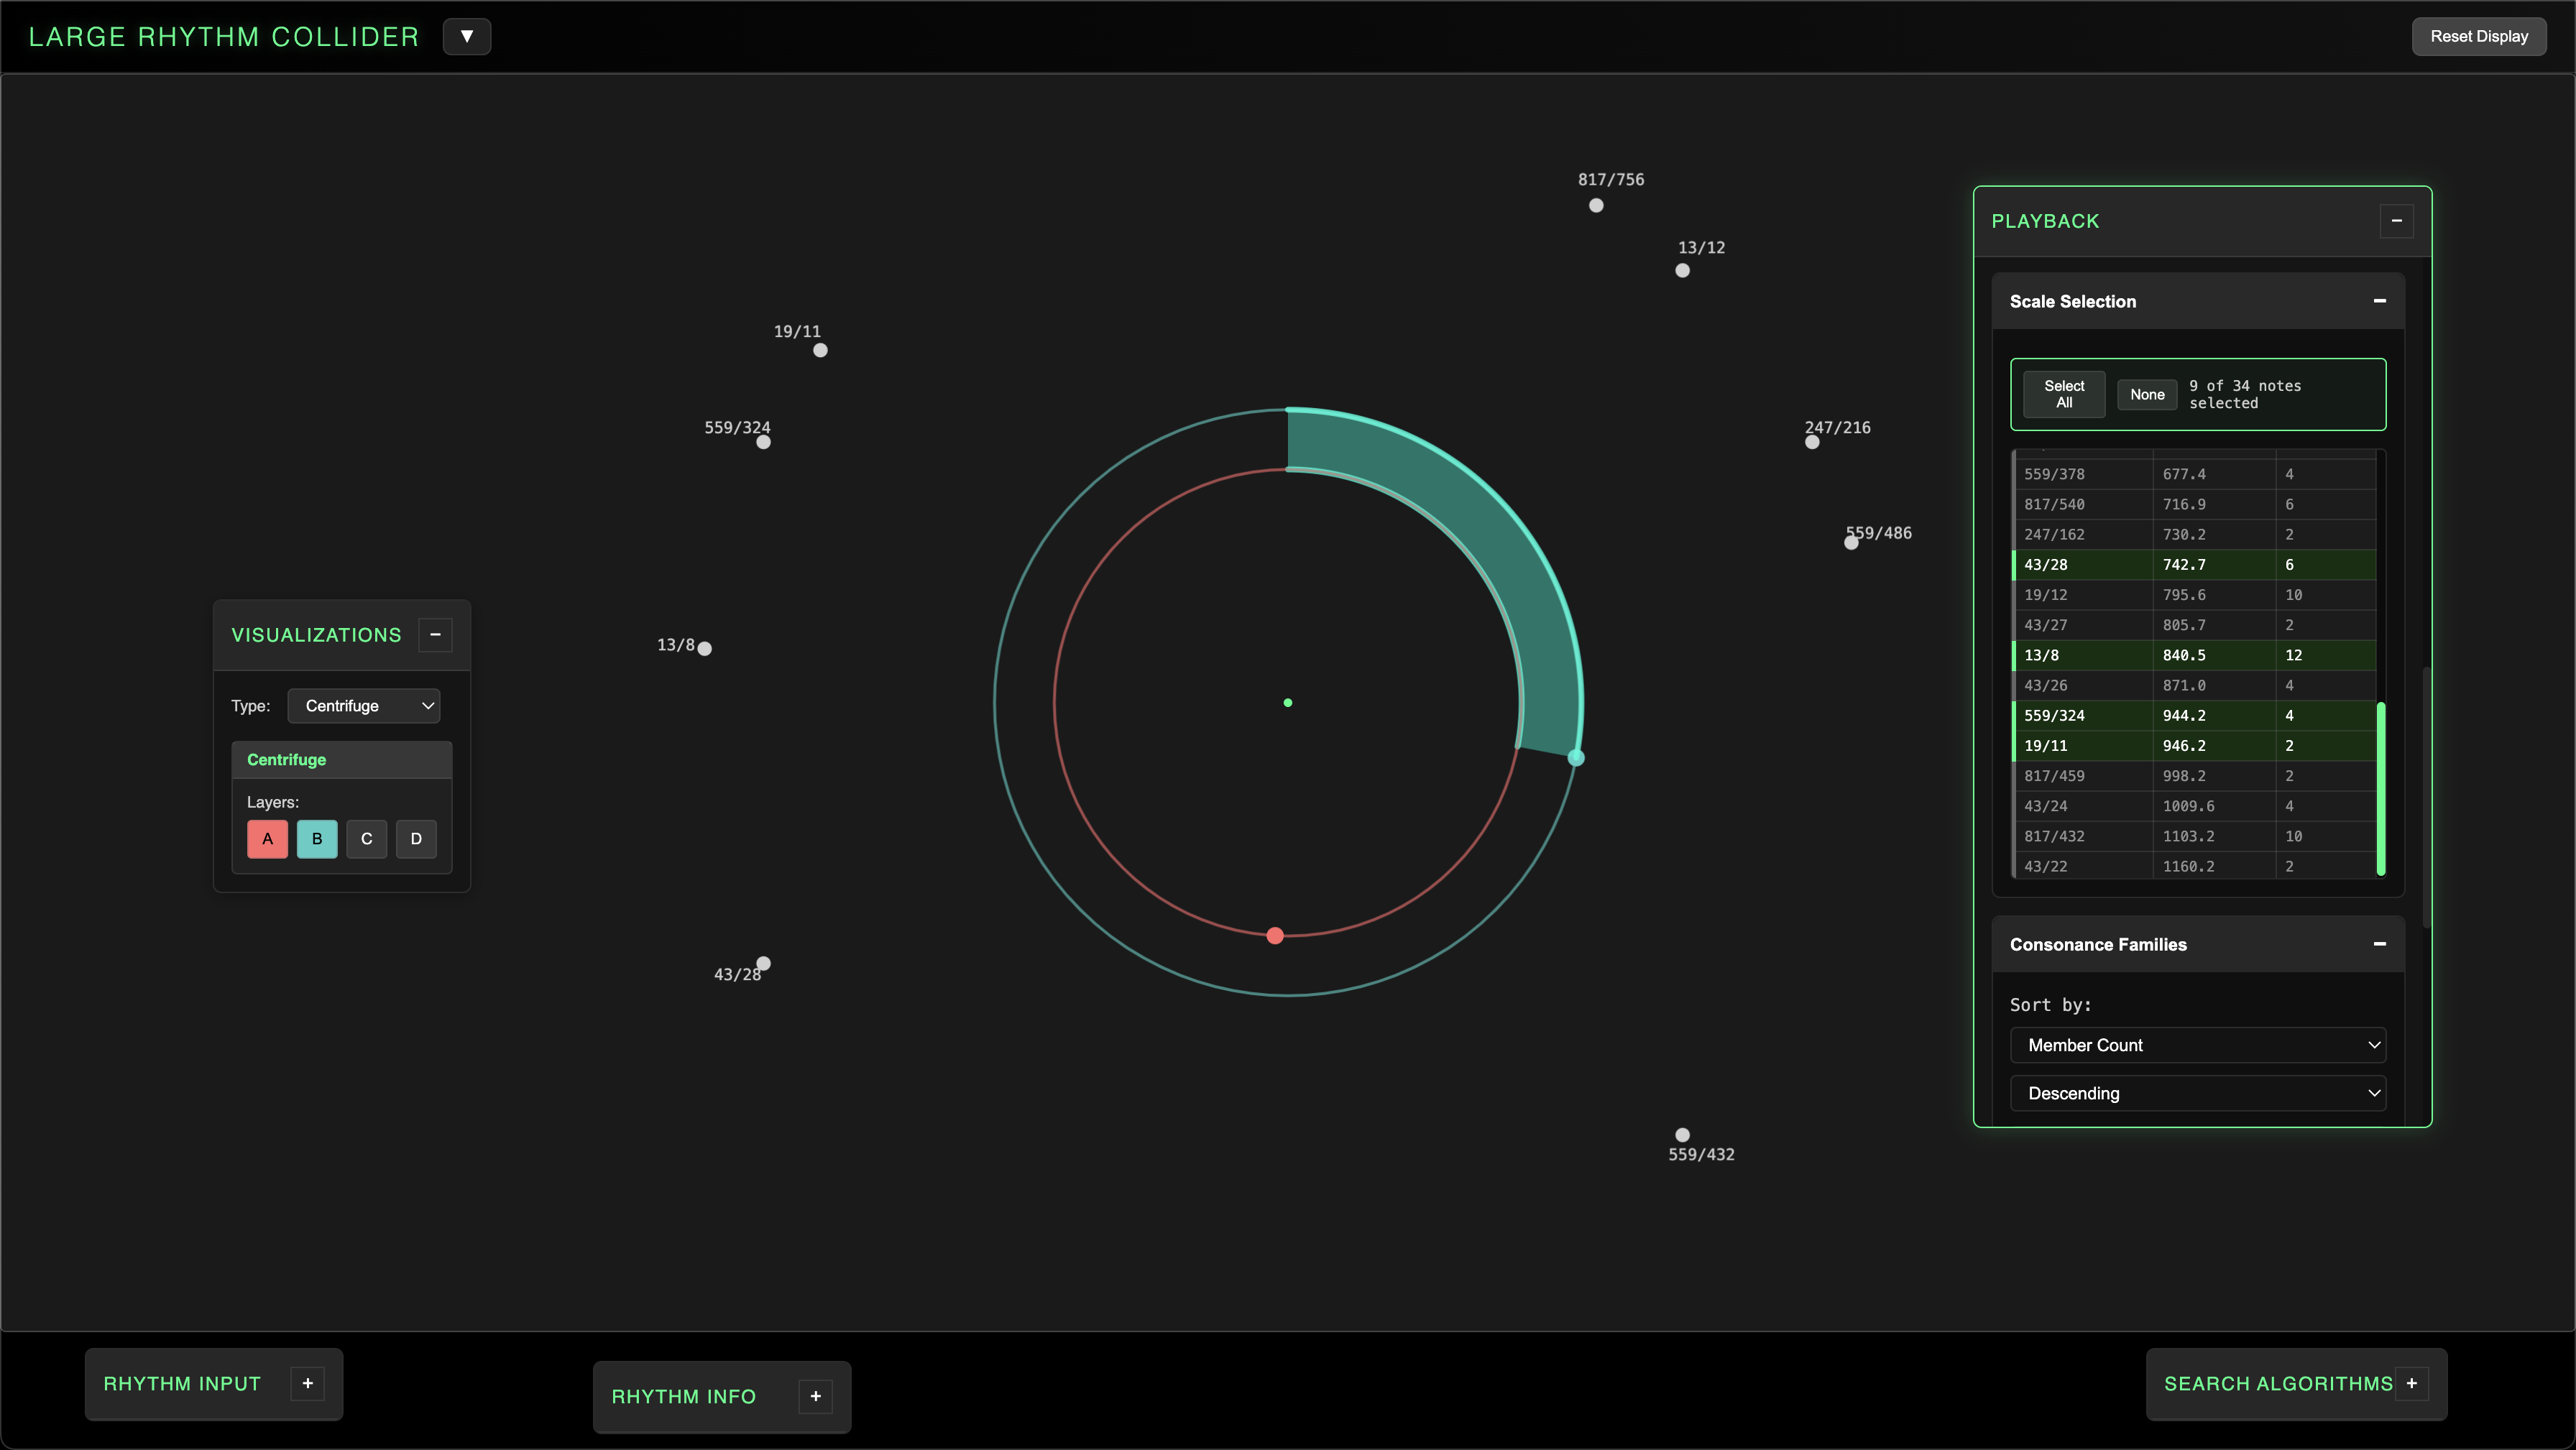 LARGE RHYTHM COLLIDER ▼ Reset Display
817/756
13/12
19/11
559/324
247/216
559/486
13/8
43/28
559/432
VISUALIZATIONS −
Type: Centrifuge
Centrifuge
Layers:
A B C D
PLAYBACK −
Scale Selection −
Select All None 9 of 34 notes selected
559/378 677.4 4
817/540 716.9 6
247/162 730.2 2
43/28 742.7 6
19/12 795.6 10
43/27 805.7 2
13/8 840.5 12
43/26 871.0 4
559/324 944.2 4
19/11 946.2 2
817/459 998.2 2
43/24 1009.6 4
817/432 1103.2 10
43/22 1160.2 2
Consonance Families −
Sort by:
Member Count
Descending
RHYTHM INPUT +
RHYTHM INFO +
SEARCH ALGORITHMS +